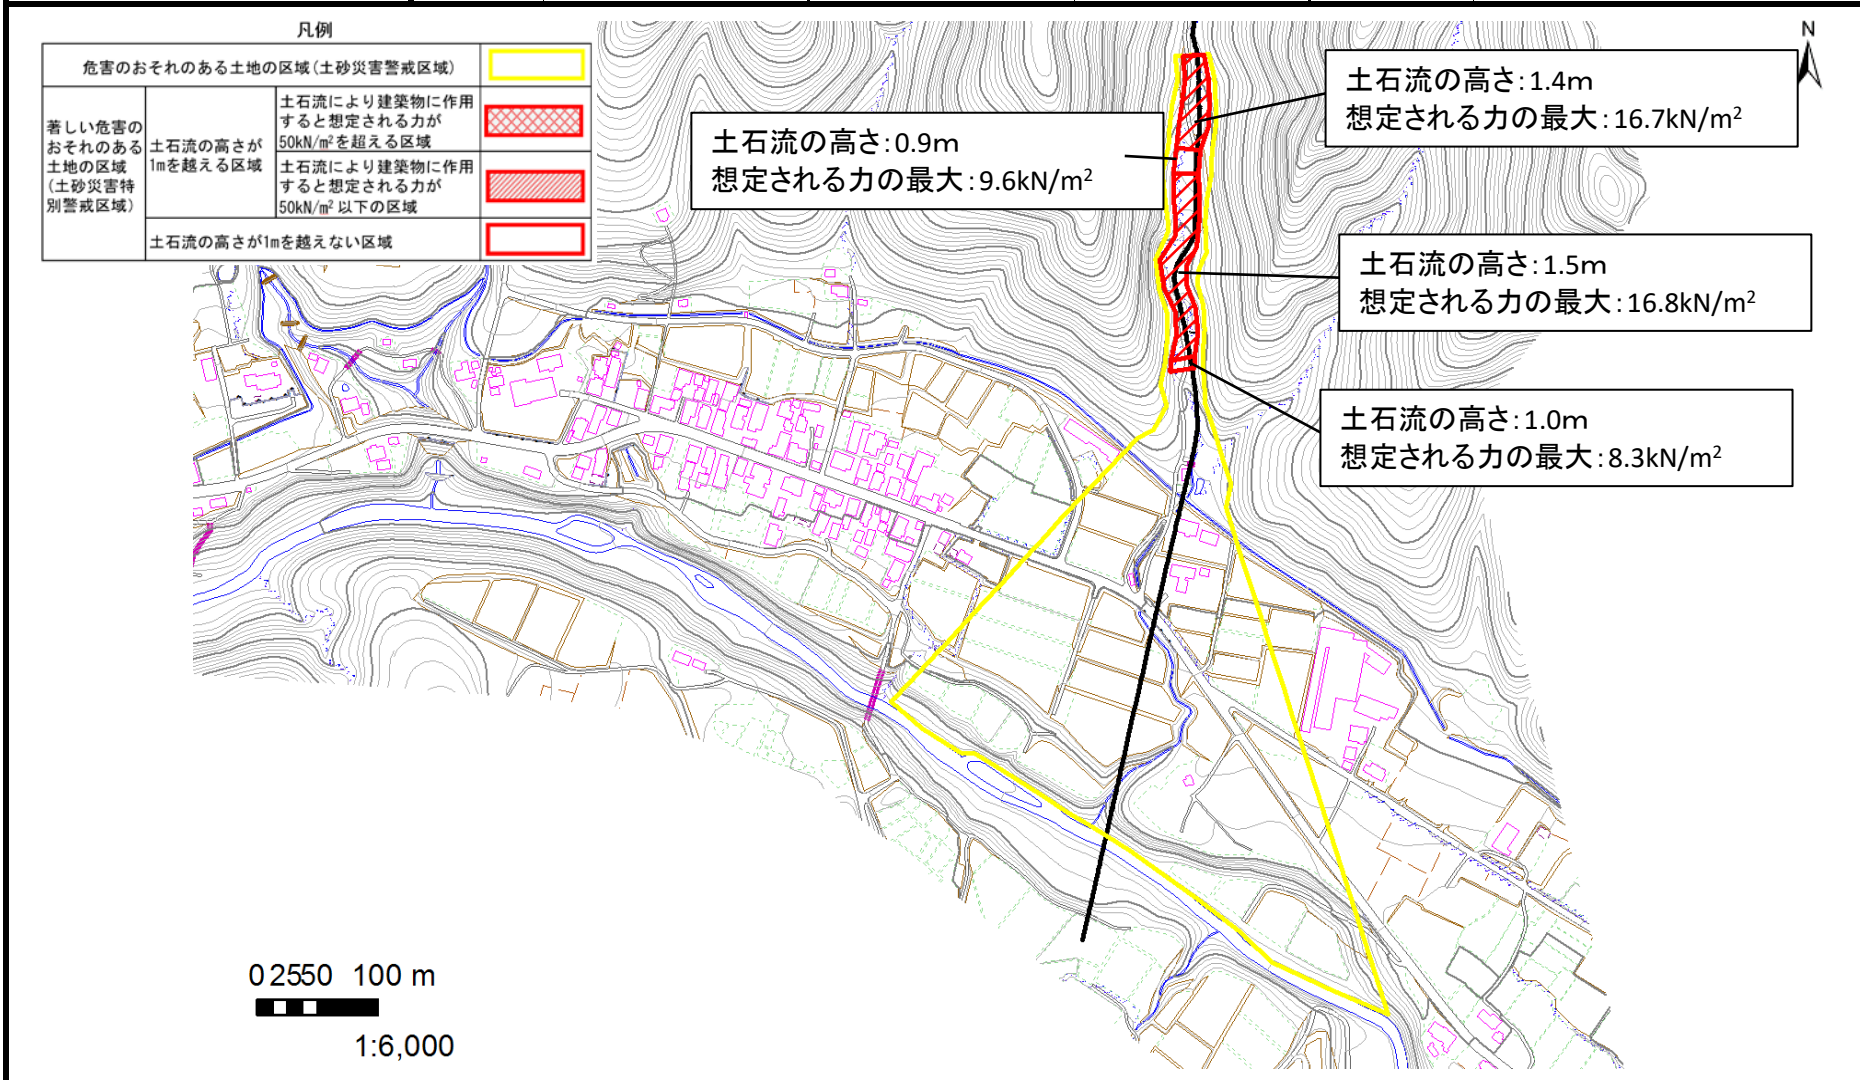 凡例
危害のおそれのある土地の区域(土砂災害警戒区域)
著しい危害の
おそれのある
土地の区域
(土砂災害特
別警戒区域)
土石流の高さが
1mを越える区域
土石流により建築物に作用
すると想定される力が
50kN/m²を超える区域
土石流により建築物に作用
すると想定される力が
50kN/m² 以下の区域
土石流の高さが1mを越えない区域
N
土石流の高さ:1.4m
想定される力の最大:16.7kN/m²
土石流の高さ:0.9m
想定される力の最大:9.6kN/m²
土石流の高さ:1.5m
想定される力の最大:16.8kN/m²
土石流の高さ:1.0m
想定される力の最大:8.3kN/m²
0 2550 100 m
1:6,000